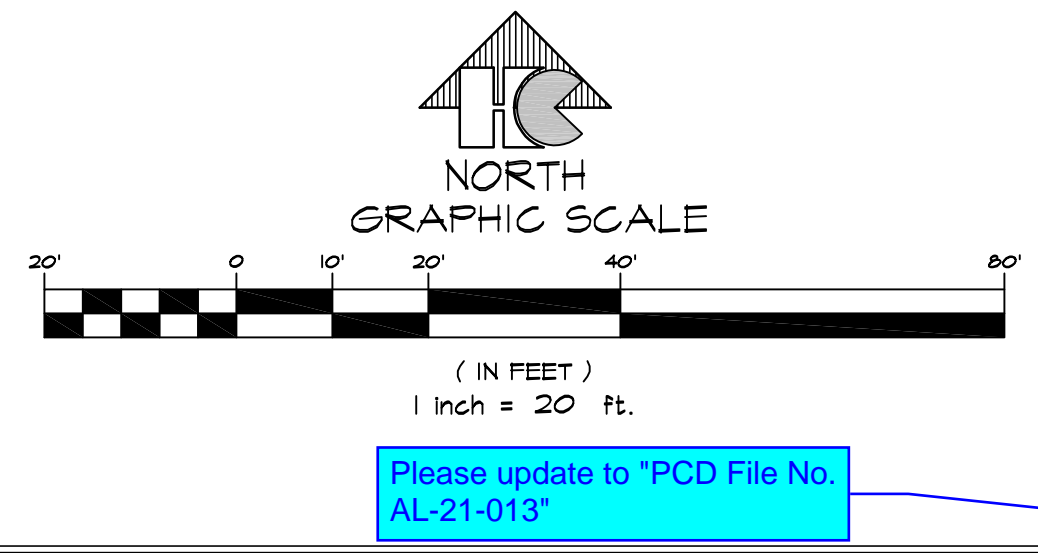 HC
NORTH
GRAPHIC SCALE
20' 0 10' 20' 40' 80'
( IN FEET )
1 inch = 20 ft.
Please update to "PCD File No.
AL-21-013"